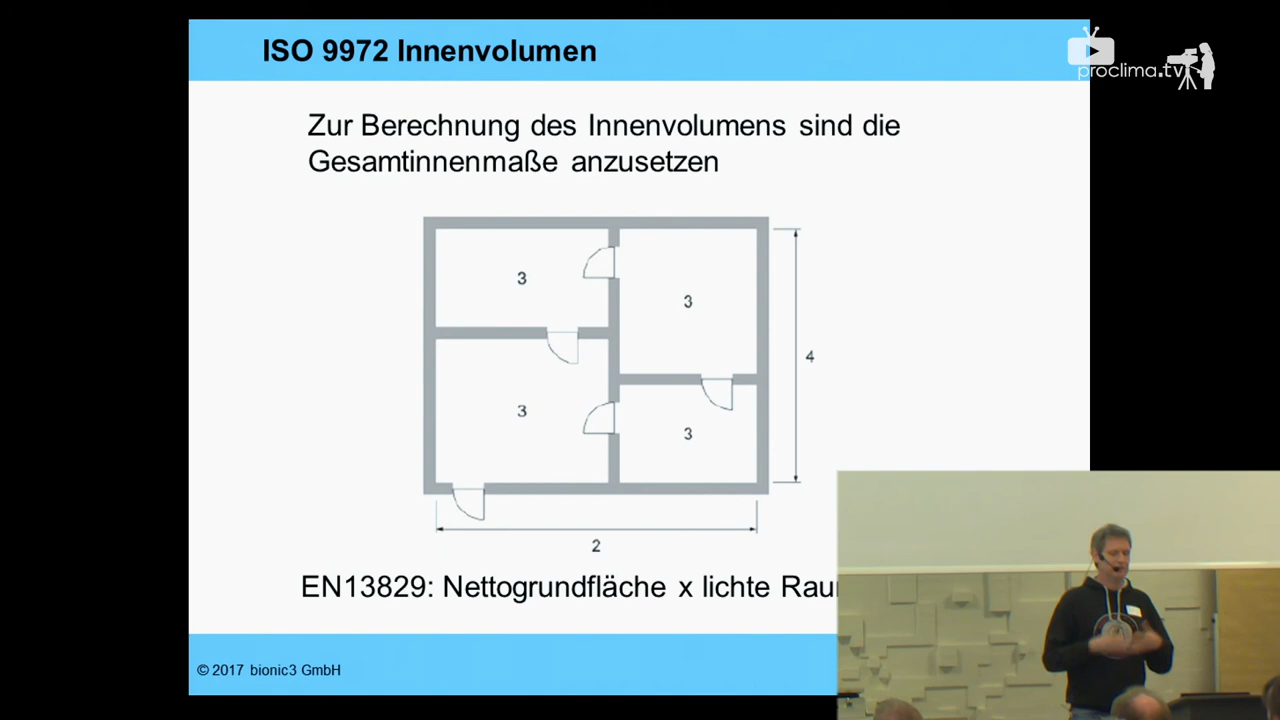 ISO 9972 Innenvolumen
proclima.tv
Zur Berechnung des Innenvolumens sind die
Gesamtinnenmaße anzusetzen
3
3
4
3
3
2
EN13829: Nettogrundfläche x lichte
© 2017 bionic3 GmbH